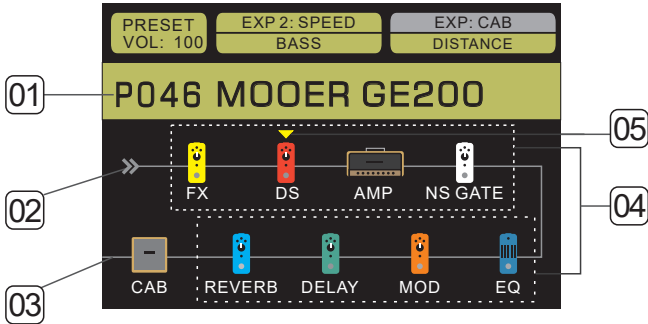 PRESET
VOL: 100
EXP 2: SPEED
BASS
EXP: CAB
DISTANCE
01
P046 MOOER GE200
05
02
FX
DS
AMP
NS GATE
04
03
CAB
REVERB
DELAY
MOD
EQ